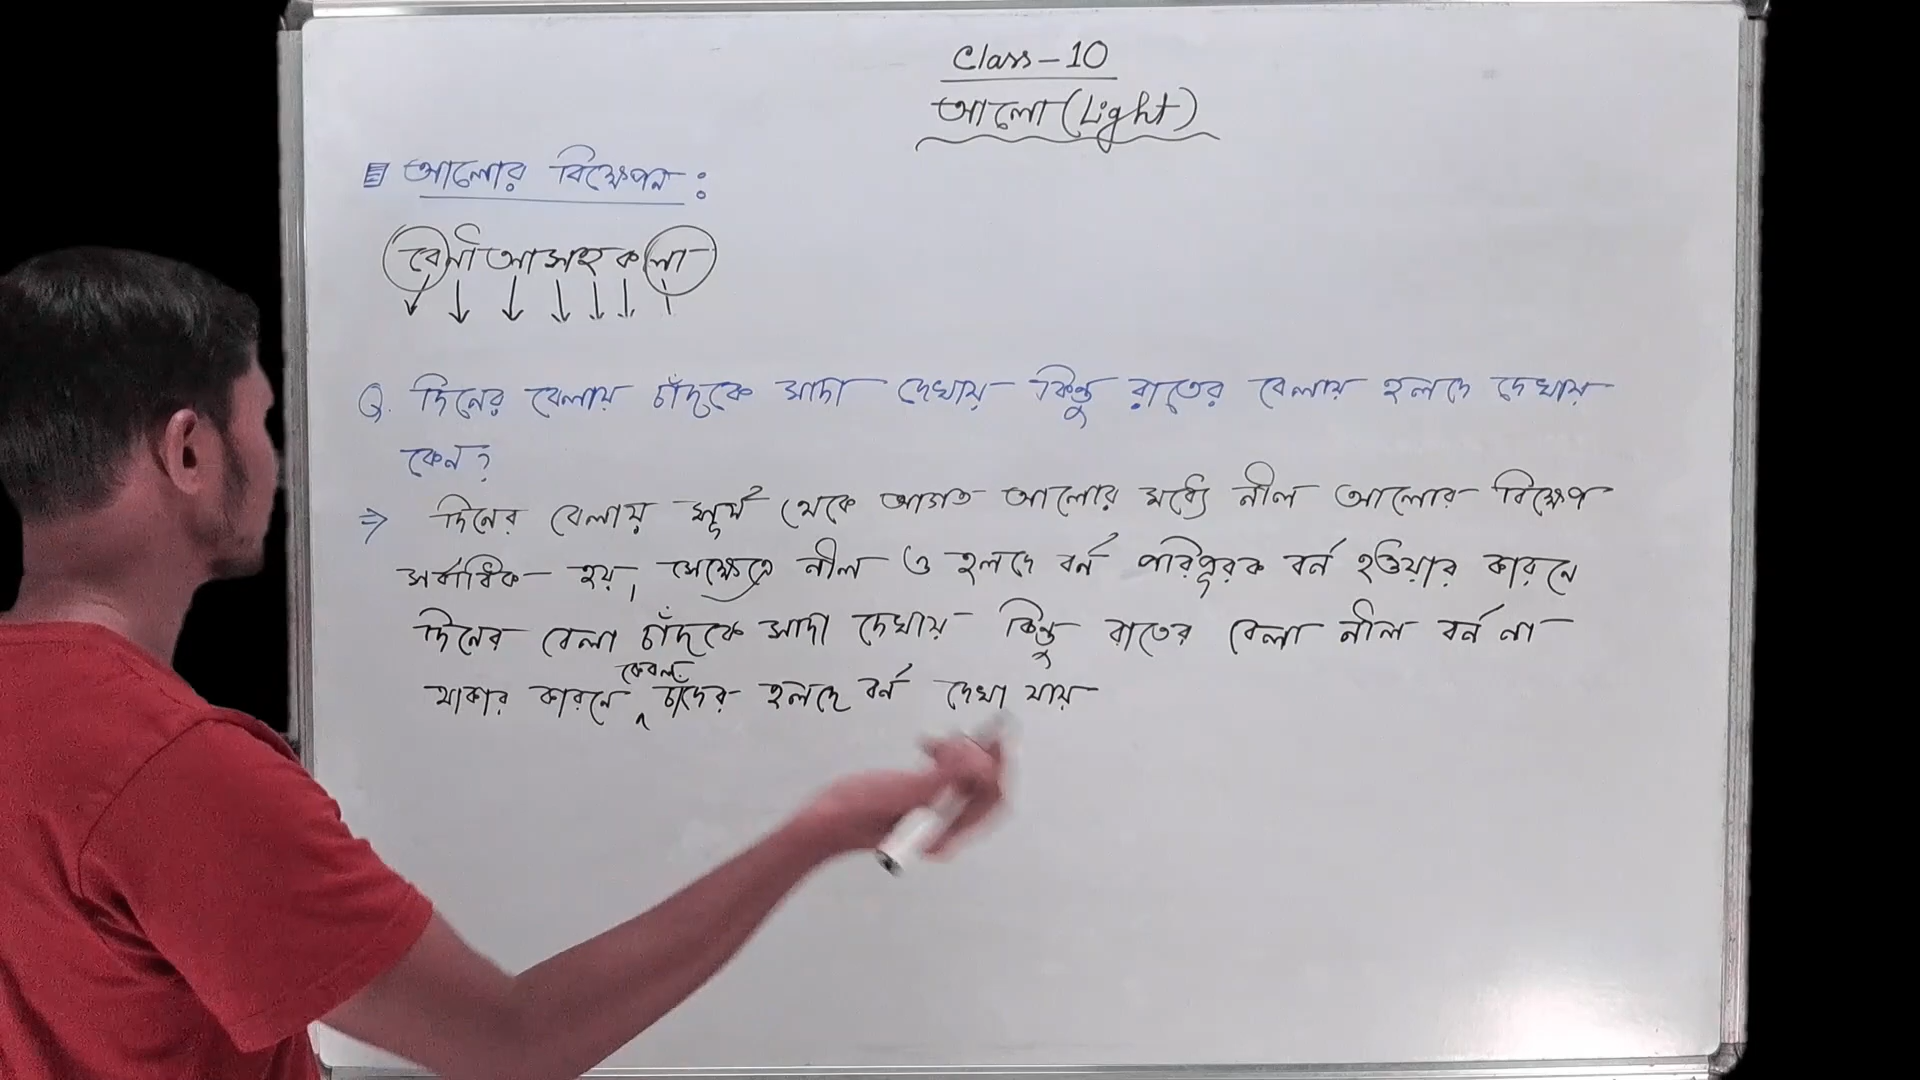 Class - 10
আলো (Light)
আলোর বিক্ষেপন :
বেনীআসহকলা
Q. দিনের বেলায় চাঁদকে সাদা দেখায় কিন্তু রাতের বেলায় হলদে দেখায়
কেন?
⇒ দিনের বেলায় সূর্য থেকে আগত আলোর মধ্যে নীল আলোর বিক্ষেপ
সর্বাধিক হয়, সেক্ষেত্রে নীল ও হলদে বর্ন পরিপূরক বর্ন হওয়ার কারনে
দিনের বেলা চাঁদকে সাদা দেখায় কিন্তু রাতের বেলা নীল বর্ন না
থাকার কারনে কেবল চাঁদের হলদে বর্ন দেখা যায়